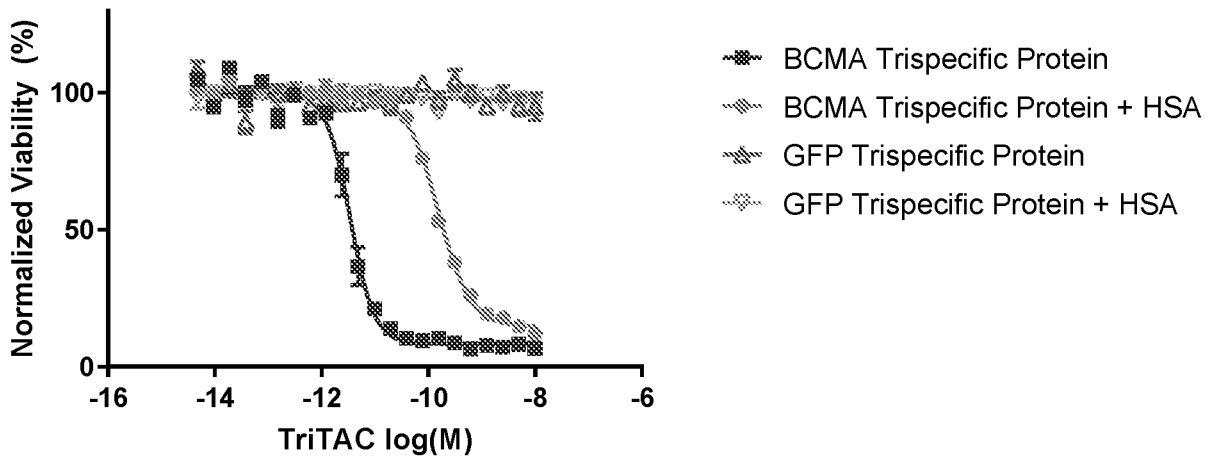 Normalized Viability (%)
100
50
0
-16
-14
-12
-10
-8
-6
TriTAC log(M)
BCMA Trispecific Protein
BCMA Trispecific Protein + HSA
GFP Trispecific Protein
GFP Trispecific Protein + HSA